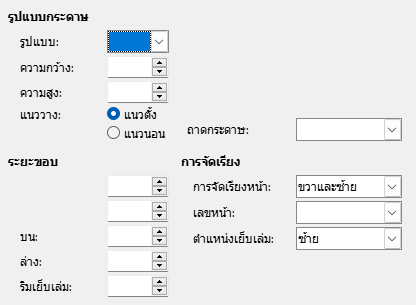 รูปแบบกระดาษ
รูปแบบ:
ความกว้าง:
ความสูง:
แนววาง: แนวตั้ง
แนวนอน ถาดกระดาษ:
ระยะขอบ การจัดเรียง
การจัดเรียงหน้า: ขวาและซ้าย
เลขหน้า:
บน: ตำแหน่งเย็บเล่ม: ซ้าย
ล่าง:
ริมเย็บเล่ม: